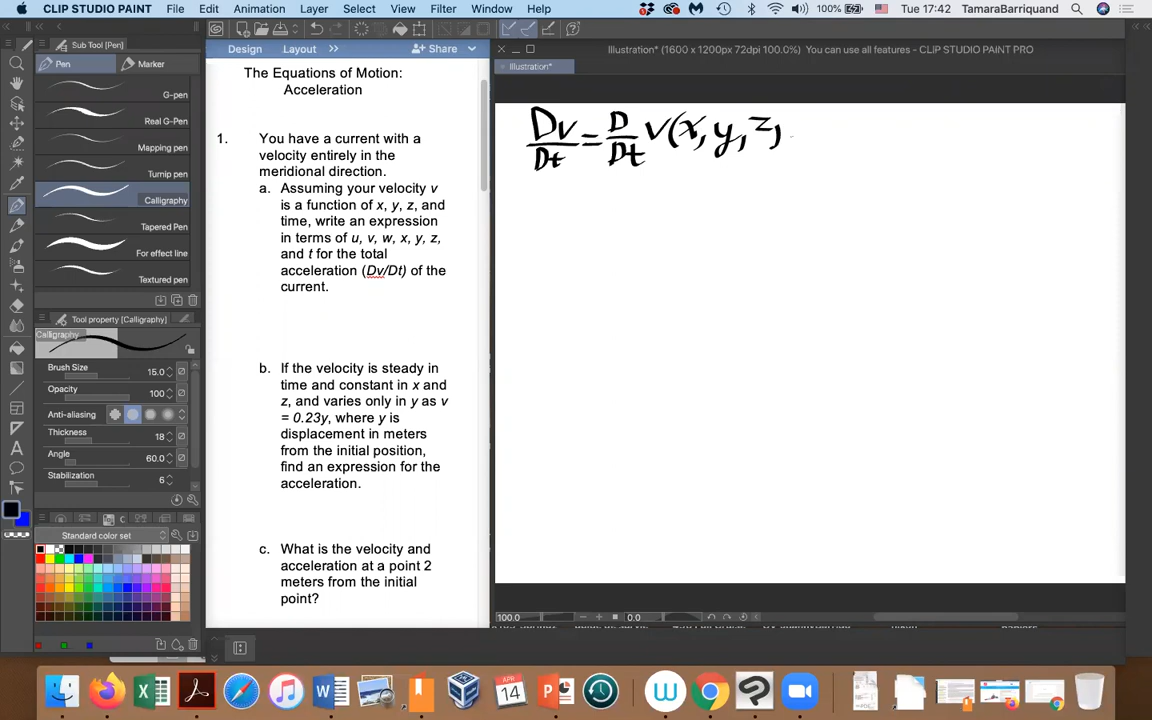 CLIP STUDIO PAINT File Edit Animation Layer Select View Filter Window Help 100% Tue 17:42 TamaraBarriquand
Sub Tool [Pen]
Pen Marker
G-pen
Real G-Pen
Mapping pen
Turnip pen
Calligraphy
Tapered Pen
For effect line
Textured pen
Tool property [Calligraphy]
Calligraphy
Brush Size 15.0
Opacity 100
Anti-aliasing
Thickness 18
Angle 60.0
Stabilization 6
Standard color set
Design Layout >> Share
The Equations of Motion:
Acceleration
1. You have a current with a
velocity entirely in the
meridional direction.
a. Assuming your velocity v
is a function of x, y, z, and
time, write an expression
in terms of u, v, w, x, y, z,
and t for the total
acceleration (Dv/Dt) of the
current.
b. If the velocity is steady in
time and constant in x and
z, and varies only in y as v
= 0.23y, where y is
displacement in meters
from the initial position,
find an expression for the
acceleration.
c. What is the velocity and
acceleration at a point 2
meters from the initial
point?
Illustration* (1600 x 1200px 72dpi 100.0%) You can use all features - CLIP STUDIO PAINT PRO
Illustration*
Dv/Dt = D/Dt v(x, y, z,
100.0 0.0
APR
14